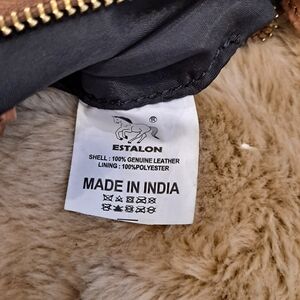 ®
ESTALON
SHELL : 100% GENUINE LEATHER
LINING : 100%POLYESTER
MADE IN INDIA